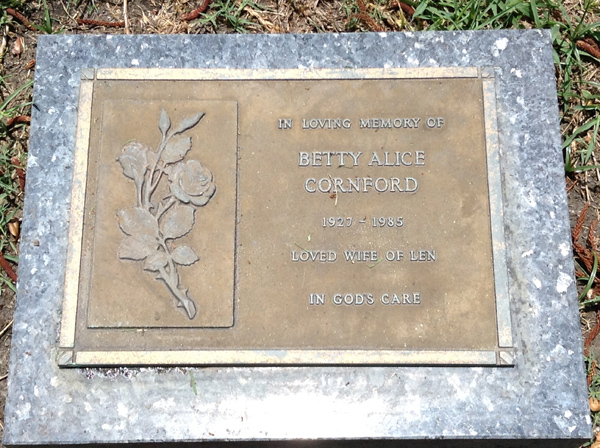 IN LOVING MEMORY OF
BETTY ALICE
CORNFORD
1927 - 1985
LOVED WIFE OF LEN
IN GOD'S CARE